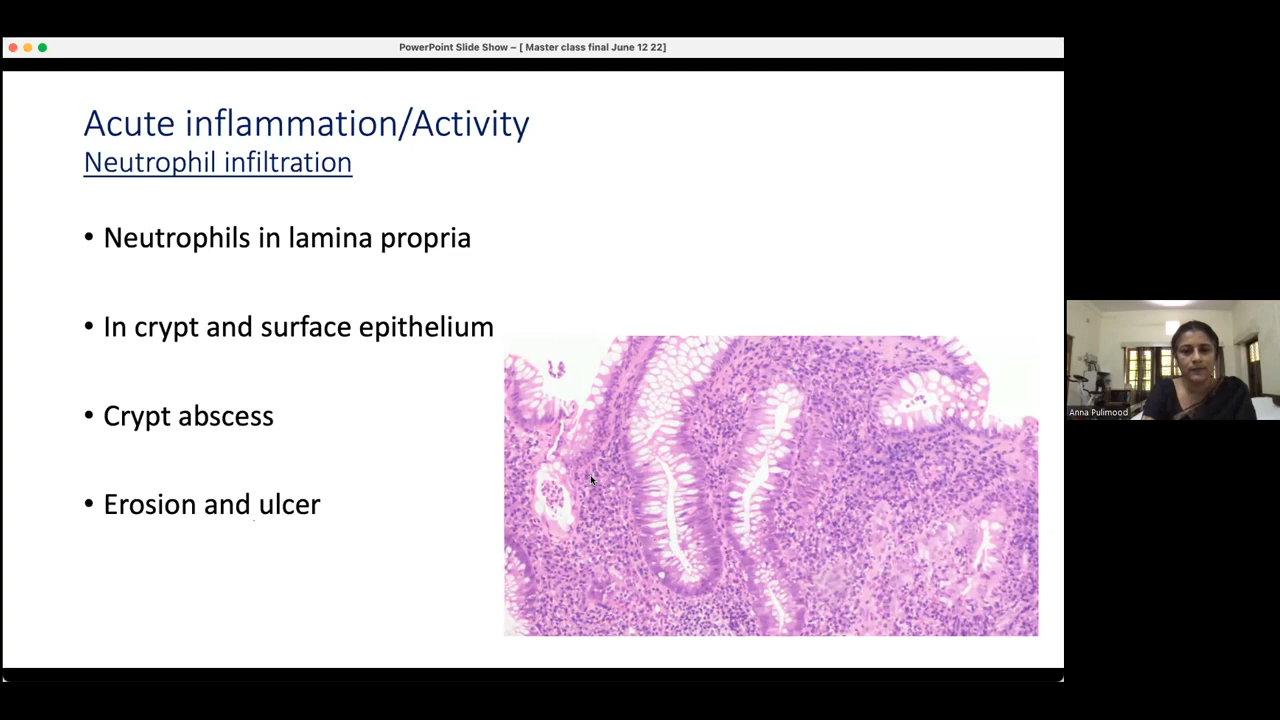 PowerPoint Slide Show – [ Master class final June 12 22]
Acute inflammation/Activity
Neutrophil infiltration
• Neutrophils in lamina propria
• In crypt and surface epithelium
• Crypt abscess
• Erosion and ulcer
Anna Pulimood